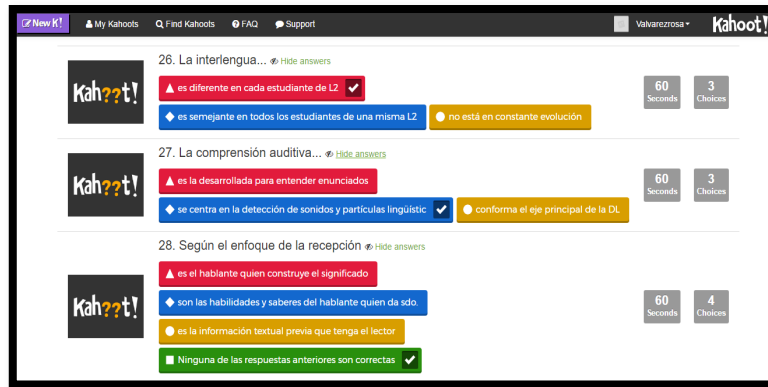 New K! My Kahoots Find Kahoots FAQ Support Valvarezrosa Kahoot!
26. La interlengua... Hide answers
Kah??t!
es diferente en cada estudiante de L2
60 Seconds
3 Choices
es semejante en todos los estudiantes de una misma L2
no está en constante evolución
27. La comprensión auditiva... Hide answers
Kah??t!
es la desarrollada para entender enunciados
60 Seconds
3 Choices
se centra en la detección de sonidos y partículas lingüístic
conforma el eje principal de la DL
28. Según el enfoque de la recepción Hide answers
es el hablante quien construye el significado
Kah??t!
son las habilidades y saberes del hablante quien da sdo.
60 Seconds
4 Choices
es la información textual previa que tenga el lector
Ninguna de las respuestas anteriores son correctas